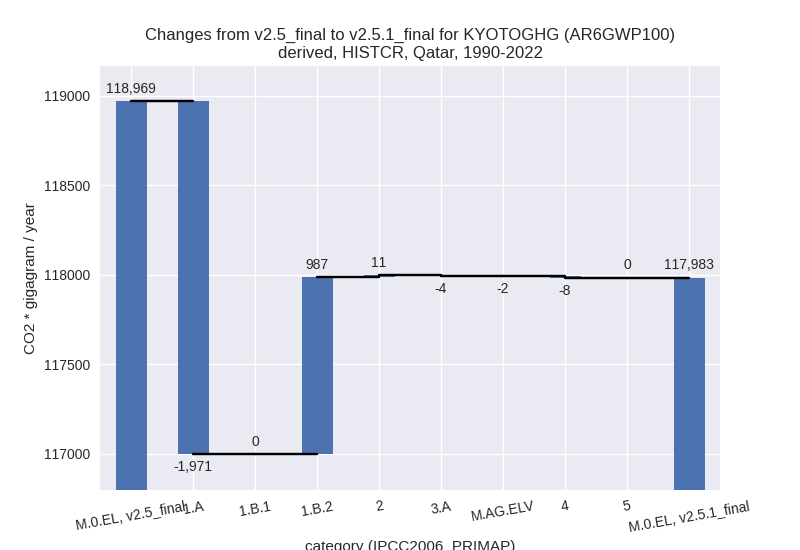 Changes from v2.5_final to v2.5.1_final for KYOTOGHG (AR6GWP100)
derived, HISTCR, Qatar, 1990-2022
CO2 * gigagram / year
119000
118500
118000
117500
117000
118,969
-1,971
0
987
11
-4
-2
-8
0
117,983
M.0.EL, v2.5_final
1.A
1.B.1
1.B.2
2
3.A
M.AG.ELV
4
5
M.0.EL, v2.5.1_final
category (IPCC2006_PRIMAP)